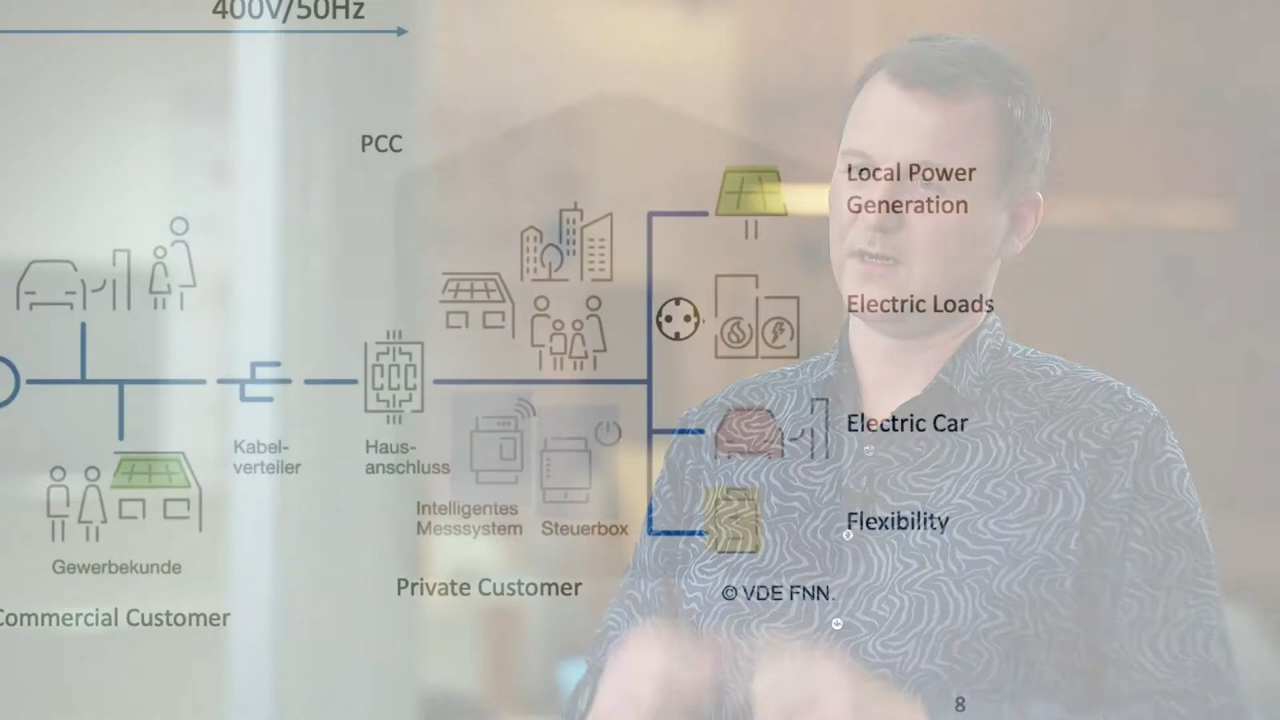 400V/50Hz
PCC
Local Power
Generation
Electric Loads
Electric Car
Kabel-
verteiler
Haus-
anschluss
Intelligentes
Messsystem
Steuerbox
Flexibility
Gewerbekunde
Private Customer
© VDE FNN.
Commercial Customer
8